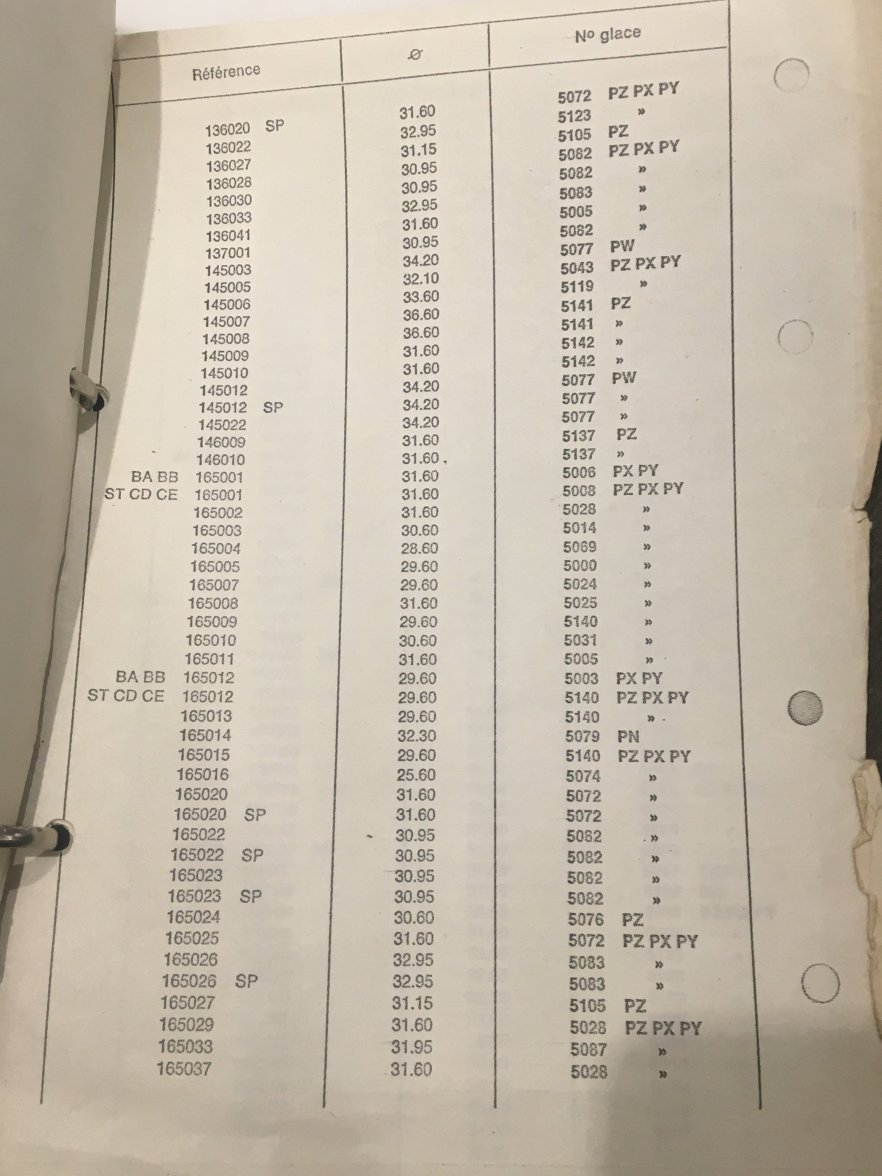 Référence ⌀ Nº glace
136020 SP 31.60 5072 PZ PX PY
136022 32.95 5123 »
136027 31.15 5105 PZ
136028 30.95 5082 PZ PX PY
136030 30.95 5082 »
136033 32.95 5083 »
136041 31.60 5005 »
137001 30.95 5082 »
145003 34.20 5077 PW
145005 32.10 5043 PZ PX PY
145006 33.60 5119 »
145007 36.60 5141 PZ
145008 36.60 5141 »
145009 31.60 5142 »
145010 31.60 5142 »
145012 34.20 5077 PW
145012 SP 34.20 5077 »
145022 34.20 5077 »
146009 31.60 5137 PZ
146010 31.60 5137 »
BA BB 165001 31.60 5006 PX PY
ST CD CE 165001 31.60 5008 PZ PX PY
165002 31.60 5028 »
165003 30.60 5014 »
165004 28.60 5069 »
165005 29.60 5000 »
165007 29.60 5024 »
165008 31.60 5025 »
165009 29.60 5140 »
165010 30.60 5031 »
165011 31.60 5005 »
BA BB 165012 29.60 5003 PX PY
ST CD CE 165012 29.60 5140 PZ PX PY
165013 29.60 5140 »
165014 32.30 5079 PN
165015 29.60 5140 PZ PX PY
165016 25.60 5074 »
165020 31.60 5072 »
165020 SP 31.60 5072 »
165022 30.95 5082 »
165022 SP 30.95 5082 »
165023 30.95 5082 »
165023 SP 30.95 5082 »
165024 30.60 5076 PZ
165025 31.60 5072 PZ PX PY
165026 32.95 5083 »
165026 SP 32.95 5083 »
165027 31.15 5105 PZ
165029 31.60 5028 PZ PX PY
165033 31.95 5087 »
165037 31.60 5028 »